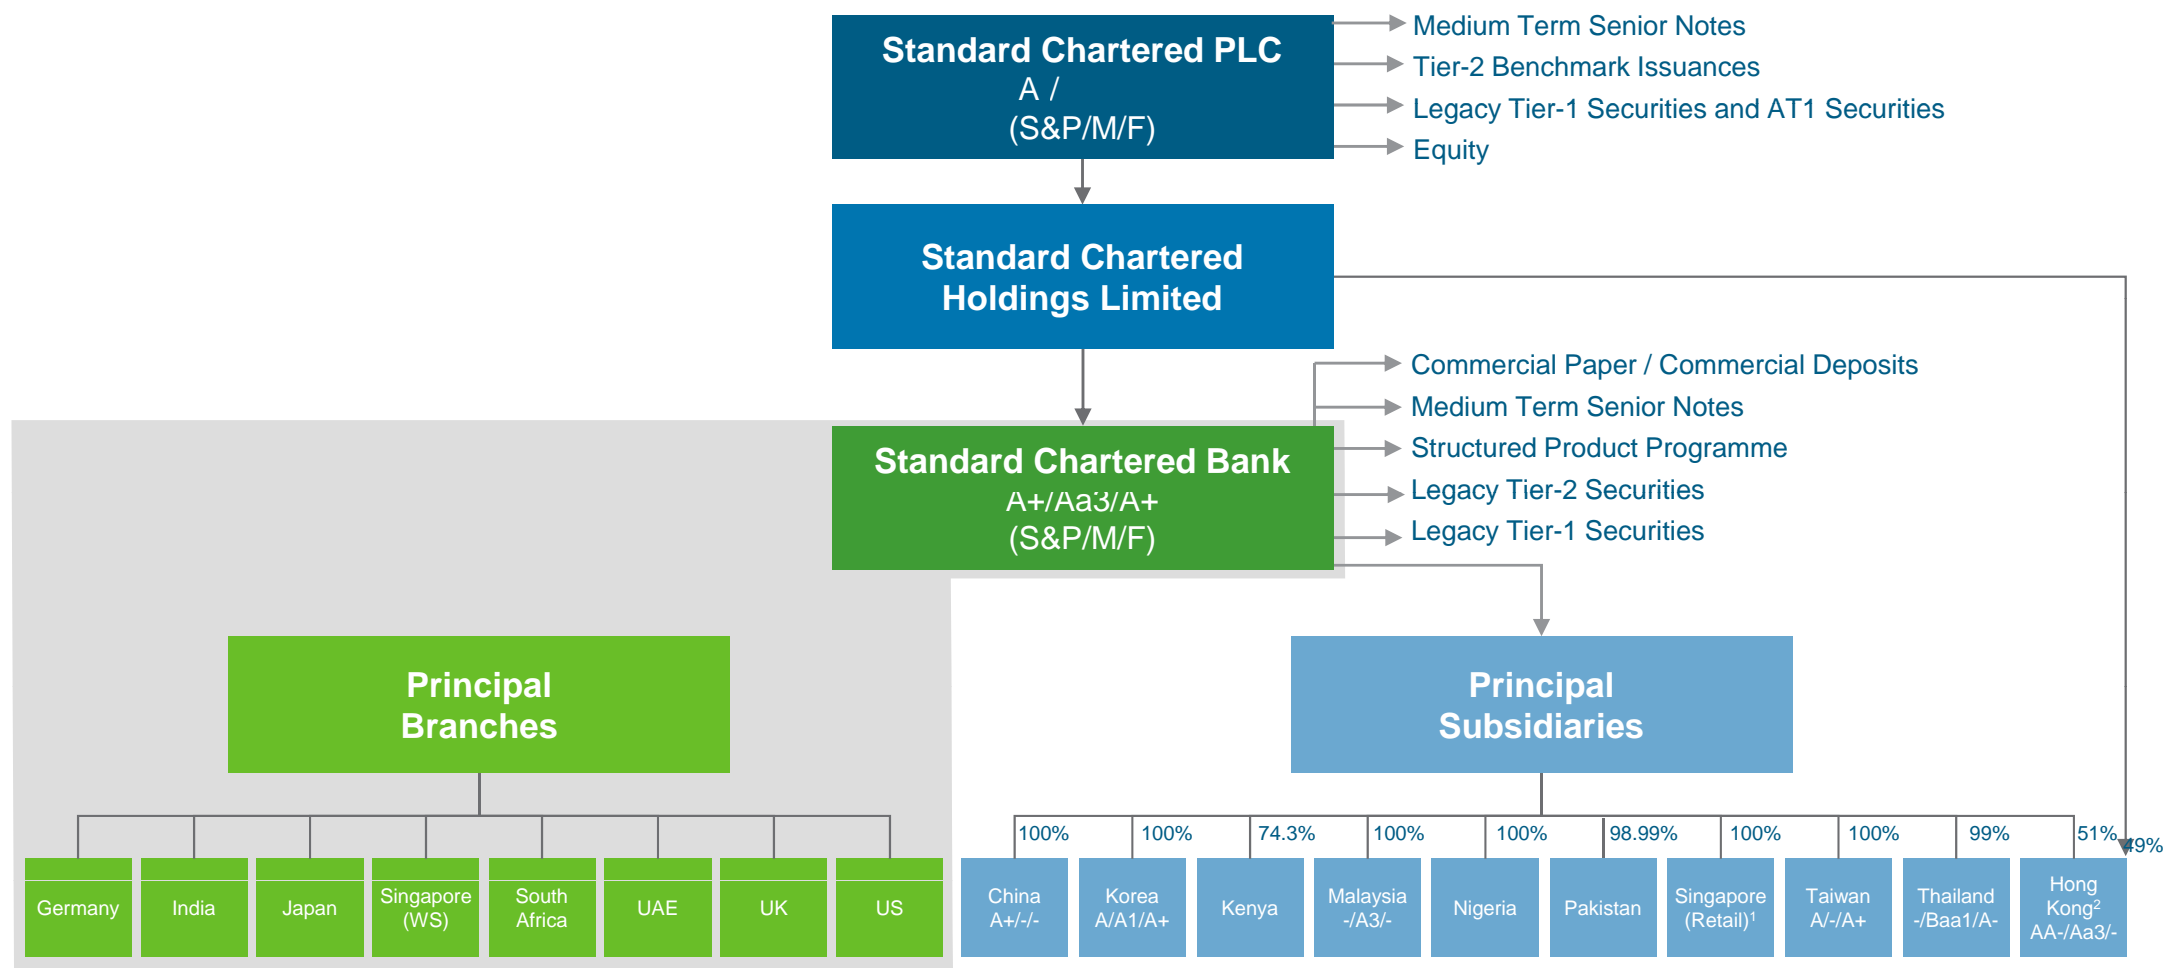 Standard Chartered PLC
A /
(S&P/M/F)
Medium Term Senior Notes
Tier-2 Benchmark Issuances
Legacy Tier-1 Securities and AT1 Securities
Equity
Standard Chartered
Holdings Limited
Commercial Paper / Commercial Deposits
Medium Term Senior Notes
Structured Product Programme
Legacy Tier-2 Securities
Legacy Tier-1 Securities
Standard Chartered Bank
A+/Aa3/A+
(S&P/M/F)
Principal
Branches
Principal
Subsidiaries
100%
100%
74.3%
100%
100%
98.99%
100%
100%
99%
51%
49%
Germany
India
Japan
Singapore
(WS)
South
Africa
UAE
UK
US
China
A+/-/-
Korea
A/A1/A+
Kenya
Malaysia
-/A3/-
Nigeria
Pakistan
Singapore
(Retail)¹
Taiwan
A/-/A+
Thailand
-/Baa1/A-
Hong
Kong²
AA-/Aa3/-